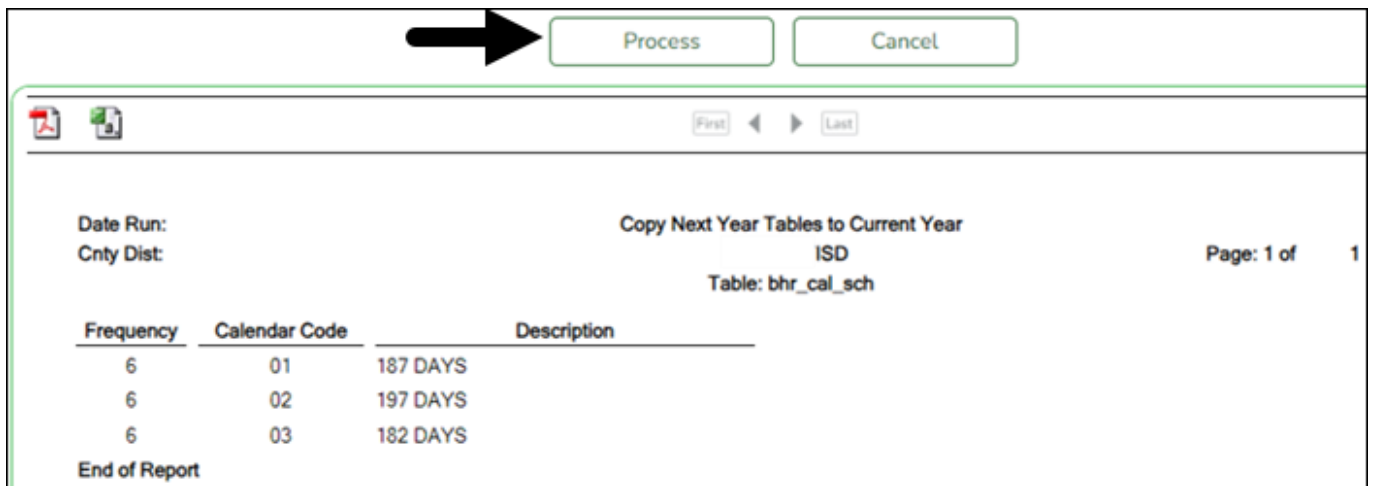 Process Cancel
First Last
Date Run: Copy Next Year Tables to Current Year
Cnty Dist: ISD Page: 1 of 1
Table: bhr_cal_sch
Frequency Calendar Code Description
6 01 187 DAYS
6 02 197 DAYS
6 03 182 DAYS
End of Report